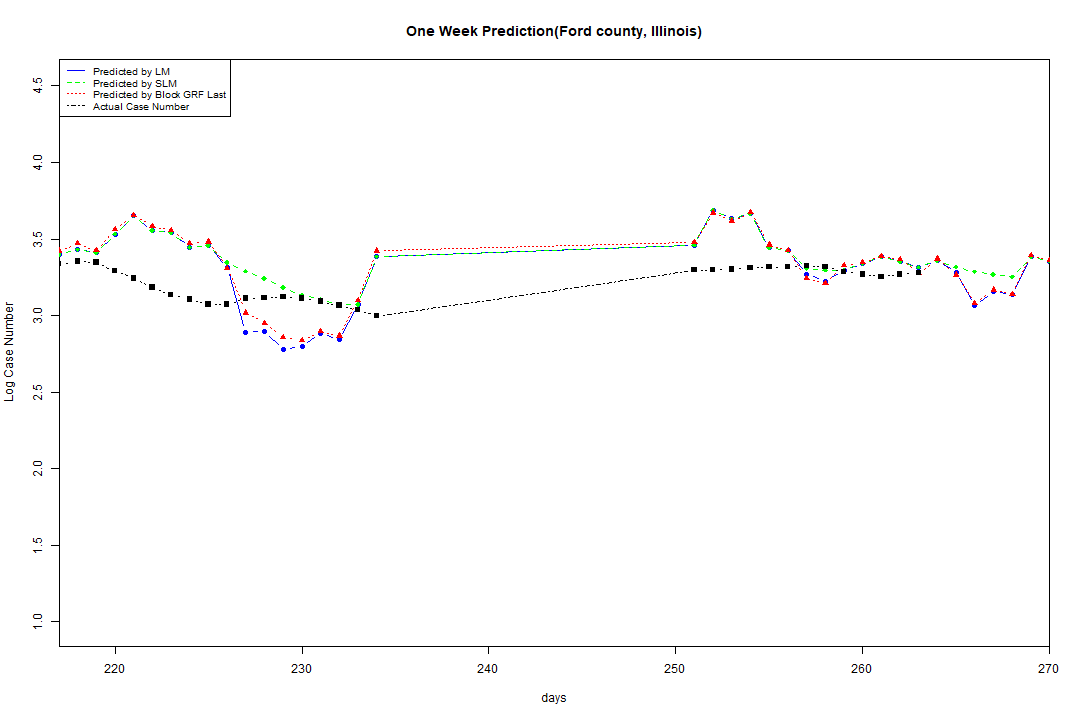 One Week Prediction(Ford county, Illinois)
Predicted by LM
Predicted by SLM
Predicted by Block GRF Last
Actual Case Number
4.5
4.0
3.5
3.0
2.5
2.0
1.5
1.0
Log Case Number
220 230 240 250 260 270
days